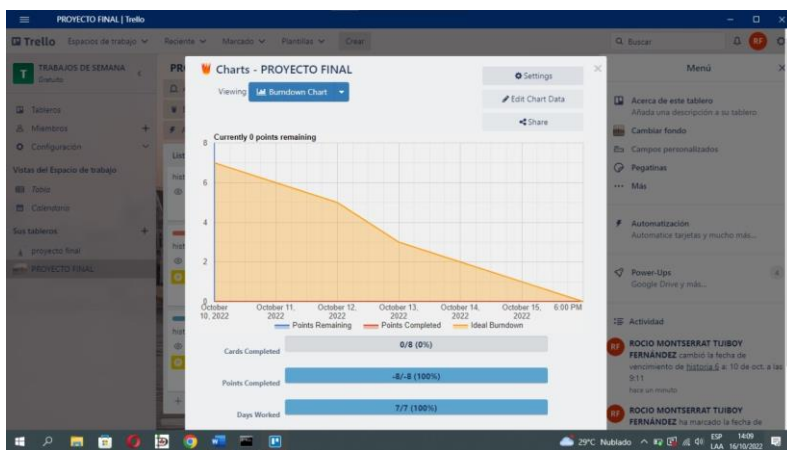 PROYECTO FINAL | Trello
Trello Espacios de trabajo Reciente Marcado Plantillas Crear Buscar RF
T TRABAJOS DE SEMANA
Gratuito
Tableros
Miembros +
Configuración
Vistas del Espacio de trabajo
Tabla
Calendario
Sus tableros +
proyecto final
PROYECTO FINAL
Charts - PROYECTO FINAL
Viewing Burndown Chart
Settings
Edit Chart Data
Share
Currently 0 points remaining
8
6
4
2
0
October 10, 2022
October 11, 2022
October 12, 2022
October 13, 2022
October 14, 2022
October 15, 2022
6:00 PM
Points Remaining Points Completed Ideal Burndown
Cards Completed 0/8 (0%)
Points Completed -8/-8 (100%)
Days Worked 7/7 (100%)
Menú
Acerca de este tablero
Añada una descripción a su tablero
Cambiar fondo
Campos personalizados
Pegatinas
Más
Automatización
Automatice tarjetas y mucho más...
Power-Ups 4
Google Drive y más...
Actividad
RF ROCIO MONTSERRAT TUIBOY
FERNÁNDEZ cambió la fecha de
vencimiento de historia 6 a: 10 de oct. a las
9:11
hace un minuto
RF ROCIO MONTSERRAT TUIBOY
FERNÁNDEZ ha marcado la fecha de
29°C Nublado
ESP
LAA
14:09
16/10/2022